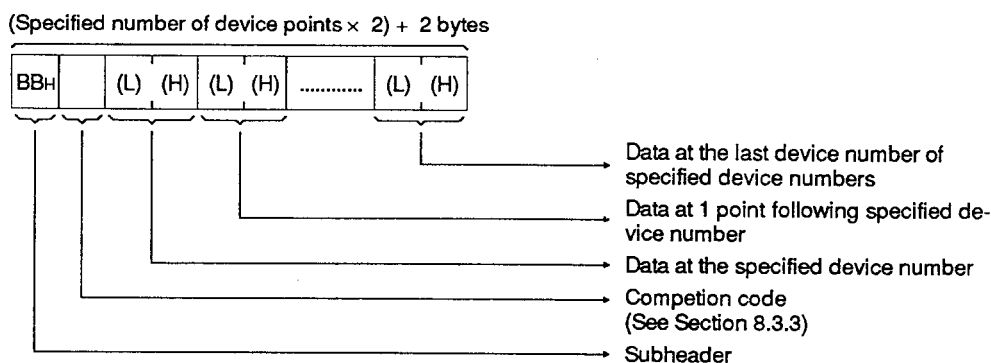 (Specified number of device points × 2) + 2 bytes
BBH (L) (H) (L) (H) ............ (L) (H)
Data at the last device number of
specified device numbers
Data at 1 point following specified de-
vice number
Data at the specified device number
Competion code
(See Section 8.3.3)
Subheader